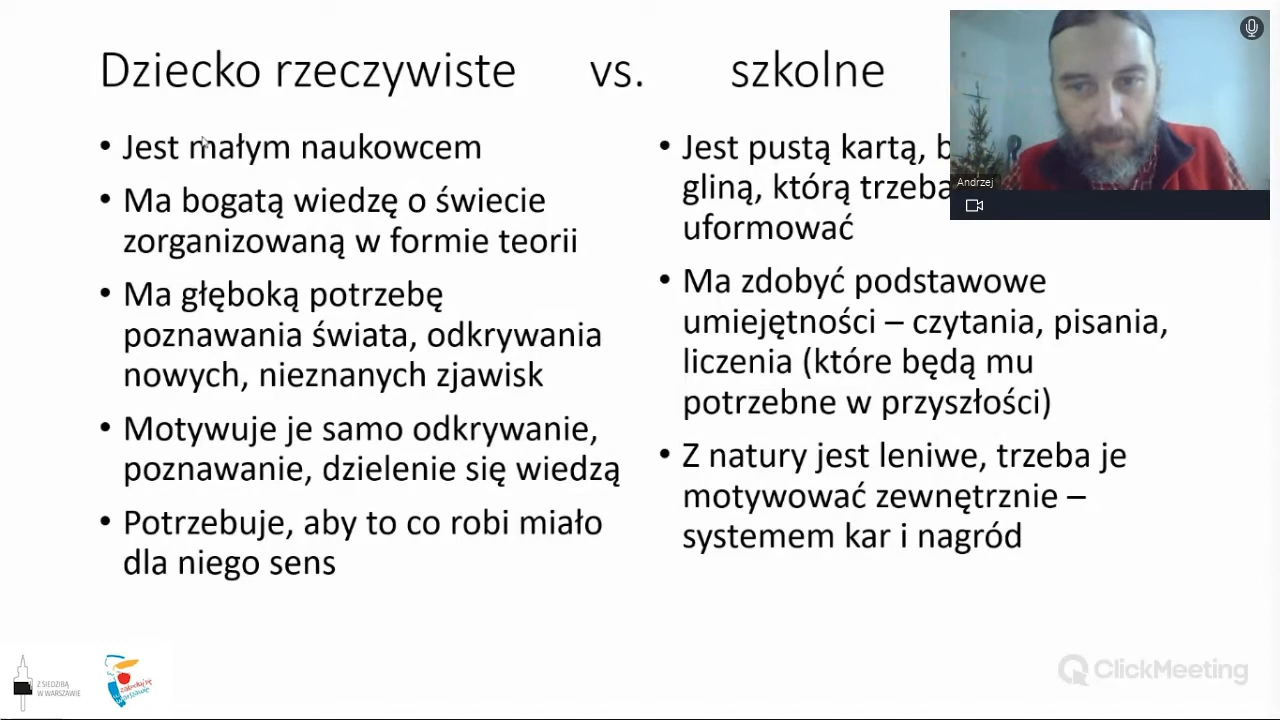 Dziecko rzeczywiste vs. szkolne
• Jest małym naukowcem
• Ma bogatą wiedzę o świecie
zorganizowaną w formie teorii
• Ma głęboką potrzebę
poznawania świata, odkrywania
nowych, nieznanych zjawisk
• Motywuje je samo odkrywanie,
poznawanie, dzielenie się wiedzą
• Potrzebuje, aby to co robi miało
dla niego sens
• Jest pustą kartą, b
gliną, którą trzeba
uformować
• Ma zdobyć podstawowe
umiejętności – czytania, pisania,
liczenia (które będą mu
potrzebne w przyszłości)
• Z natury jest leniwe, trzeba je
motywować zewnętrznie –
systemem kar i nagród
Andrzej
Z SIEDZIBĄ
W WARSZAWIE
zakochaj się
w Warszawie
ClickMeeting